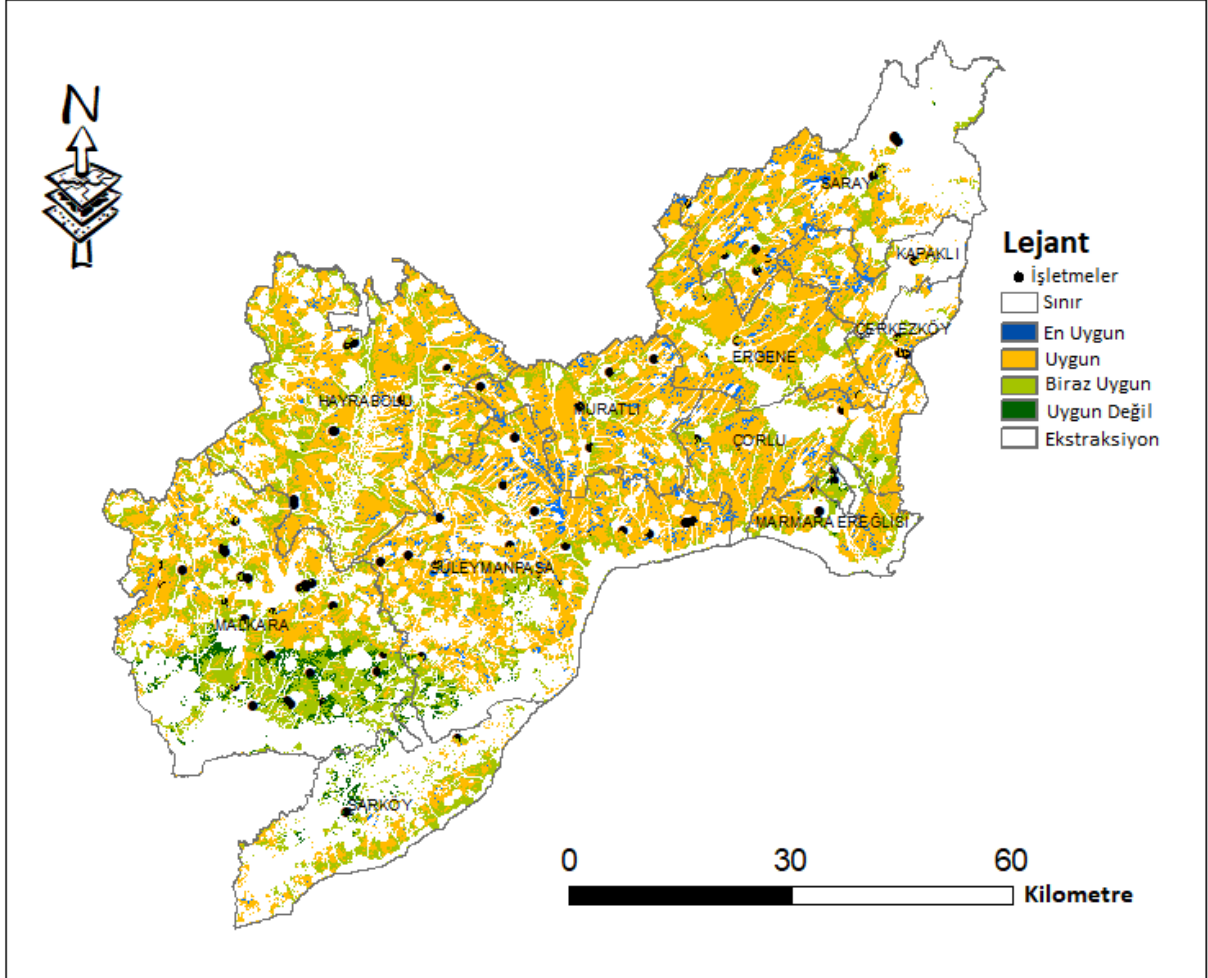 N
SARAY
KAPAKLI
ÇERKEZKÖY
ERGENE
HAYRABOLU
MURATLI
ÇORLU
MARMARA EREĞLİSİ
SÜLEYMANPAŞA
MALKARA
ŞARKÖY
Lejant
İşletmeler
Sınır
En Uygun
Uygun
Biraz Uygun
Uygun Değil
Ekstraksiyon
0 30 60
Kilometre